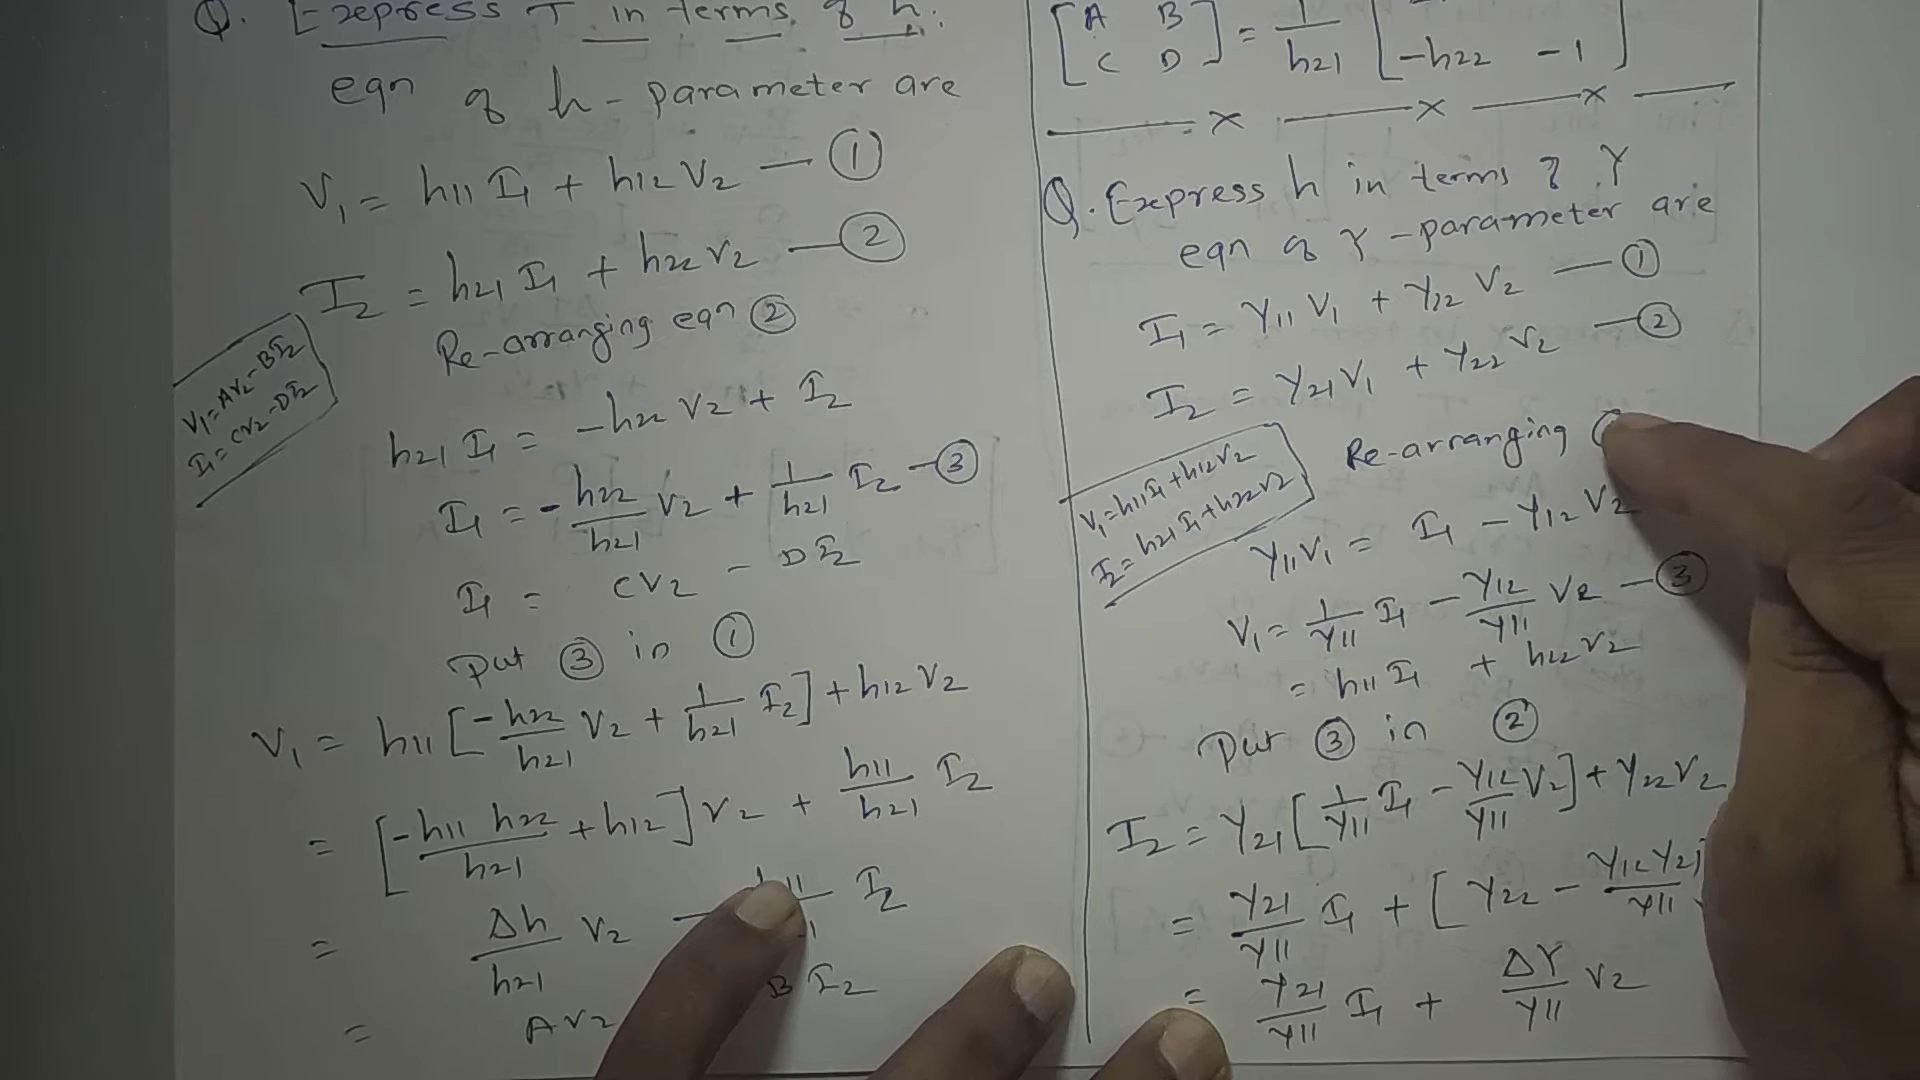 Q. Express T in terms of h.
eqn of h-parameter are
V1 = h11 I1 + h12 V2 — ①
I2 = h21 I1 + h22 V2 — ②
Re-arranging eqn ②
V1 = AV2 - BI2
I1 = CV2 - DI2
h21 I1 = -h22 V2 + I2
I1 = - h22/h21 V2 + 1/h21 I2 — ③
I1 = CV2 - DI2
Put ③ in ①
V1 = h11 [-h22/h21 V2 + 1/h21 I2] + h12 V2
= [-h11 h22/h21 + h12] V2 + h11/h21 I2
= Δh/h21 V2 - I2
= AV2 BI2
[A B
C D] = 1/h21 [
-h22 -1]
— x — x —
Q. Express h in terms of Y
eqn of Y-parameter are
I1 = Y11 V1 + Y12 V2 — ①
I2 = Y21 V1 + Y22 V2 — ②
Re-arranging
V1 = h11 I1 + h12 V2
I2 = h21 I1 + h22 V2
Y11 V1 = I1 - Y12 V2
V1 = 1/Y11 I1 - Y12/Y11 V2 — ③
= h11 I1 + h12 V2
Put ③ in ②
I2 = Y21 [1/Y11 I1 - Y12/Y11 V2] + Y22 V2
= Y21/Y11 I1 + [Y22 - Y12 Y21/Y11
= Y21/Y11 I1 + ΔY/Y11 V2